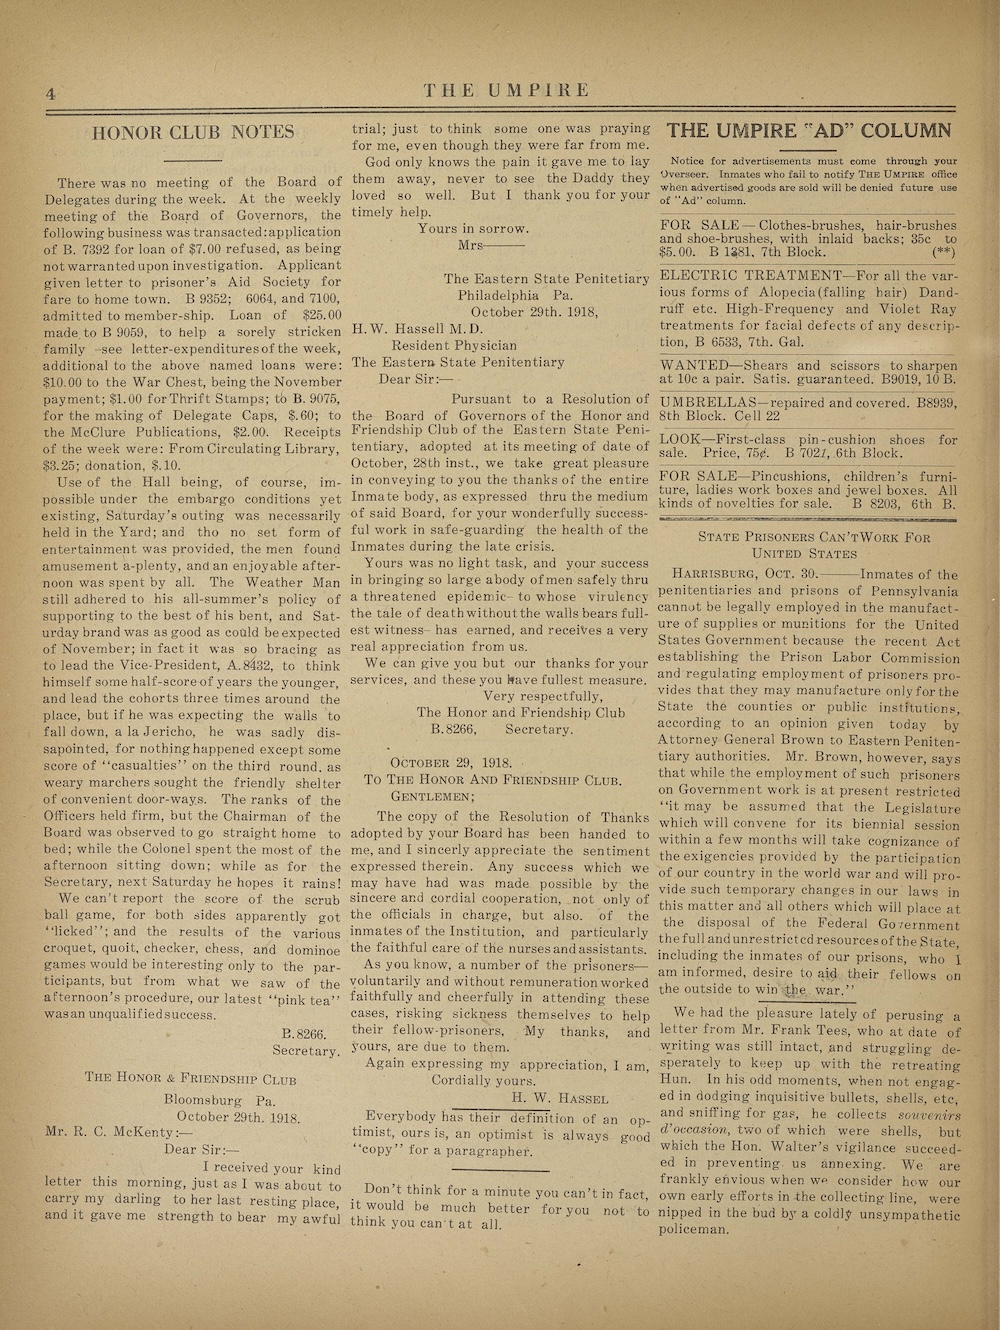 4
THE UMPIRE
HONOR CLUB NOTES
There was no meeting of the Board of
Delegates during the week. At the weekly
meeting of the Board of Governors, the
following business was transacted: application
of B. 7392 for loan of $7.00 refused, as being
not warranted upon investigation. Applicant
given letter to prisoner's Aid Society for
fare to home town. B 9352; 6064, and 7100,
admitted to member-ship. Loan of $25.00
made to B 9059, to help a sorely stricken
family —see letter-expenditures of the week,
additional to the above named loans were:
$10.00 to the War Chest, being the November
payment; $1.00 for Thrift Stamps; to B. 9075,
for the making of Delegate Caps, $.60; to
the McClure Publications, $2.00. Receipts
of the week were: From Circulating Library,
$3.25; donation, $.10.
Use of the Hall being, of course, im-
possible under the embargo conditions yet
existing, Saturday's outing was necessarily
held in the Yard; and tho no set form of
entertainment was provided, the men found
amusement a-plenty, and an enjoyable after-
noon was spent by all. The Weather Man
still adhered to his all-summer's policy of
supporting to the best of his bent, and Sat-
urday brand was as good as could be expected
of November; in fact it was so bracing as
to lead the Vice-President, A. 8432, to think
himself some half-score of years the younger,
and lead the cohorts three times around the
place, but if he was expecting the walls to
fall down, a la Jericho, he was sadly dis-
sapointed, for nothing happened except some
score of "casualties" on the third round, as
weary marchers sought the friendly shelter
of convenient door-ways. The ranks of the
Officers held firm, but the Chairman of the
Board was observed to go straight home to
bed; while the Colonel spent the most of the
afternoon sitting down; while as for the
Secretary, next Saturday he hopes it rains!
We can't report the score of the scrub
ball game, for both sides apparently got
"licked"; and the results of the various
croquet, quoit, checker, chess, and dominoe
games would be interesting only to the par-
ticipants, but from what we saw of the
afternoon's procedure, our latest "pink tea"
was an unqualified success.
B. 8266.
Secretary.
THE HONOR & FRIENDSHIP CLUB
Bloomsburg Pa.
October 29th. 1918.
Mr. R. C. McKenty:—
Dear Sir:—
I received your kind
letter this morning, just as I was about to
carry my darling to her last resting place,
and it gave me strength to bear my awful
trial; just to think some one was praying
for me, even though they were far from me.
God only knows the pain it gave me to lay
them away, never to see the Daddy they
loved so well. But I thank you for your
timely help.
Yours in sorrow.
Mrs———
The Eastern State Penitetiary
Philadelphia Pa.
October 29th. 1918,
H. W. Hassell M. D.
Resident Physician
The Eastern State Penitentiary
Dear Sir:—
Pursuant to a Resolution of
the Board of Governors of the Honor and
Friendship Club of the Eastern State Peni-
tentiary, adopted at its meeting of date of
October, 28th inst., we take great pleasure
in conveying to you the thanks of the entire
Inmate body, as expressed thru the medium
of said Board, for your wonderfully success-
ful work in safe-guarding the health of the
Inmates during the late crisis.
Yours was no light task, and your success
in bringing so large abody of men safely thru
a threatened epidemic— to whose virulency
the tale of death without the walls bears full-
est witness— has earned, and receives a very
real appreciation from us.
We can give you but our thanks for your
services, and these you have fullest measure.
Very respectfully,
The Honor and Friendship Club
B. 8266, Secretary.
OCTOBER 29, 1918.
TO THE HONOR AND FRIENDSHIP CLUB.
GENTLEMEN;
The copy of the Resolution of Thanks
adopted by your Board has been handed to
me, and I sincerly appreciate the sentiment
expressed therein. Any success which we
may have had was made possible by the
sincere and cordial cooperation, not only of
the officials in charge, but also. of the
inmates of the Institution, and particularly
the faithful care of the nurses and assistants.
As you know, a number of the prisoners—
voluntarily and without remuneration worked
faithfully and cheerfully in attending these
cases, risking sickness themselves to help
their fellow-prisoners. My thanks, and
yours, are due to them.
Again expressing my appreciation, I am,
Cordially yours.
H. W. HASSEL
Everybody has their definition of an op-
timist, ours is, an optimist is always good
"copy" for a paragrapher.
Don't think for a minute you can't in fact,
it would be much better for you not to
think you can't at all.
THE UMPIRE "AD" COLUMN
Notice for advertisements must come through your
Overseer. Inmates who fail to notify THE UMPIRE office
when advertised goods are sold will be denied future use
of "Ad" column.
FOR SALE — Clothes-brushes, hair-brushes
and shoe-brushes, with inlaid backs; 35c to
$5.00. B 1381, 7th Block. (**)
ELECTRIC TREATMENT—For all the var-
ious forms of Alopecia (falling hair) Dand-
ruff etc. High-Frequency and Violet Ray
treatments for facial defects of any descrip-
tion, B 6533, 7th. Gal.
WANTED—Shears and scissors to sharpen
at 10c a pair. Satis. guaranteed. B9019, 10 B.
UMBRELLAS—repaired and covered. B8939,
8th Block. Cell 22
LOOK—First-class pin-cushion shoes for
sale. Price, 75¢. B 7021, 6th Block.
FOR SALE—Pincushions, children's furni-
ture, ladies work boxes and jewel boxes. All
kinds of novelties for sale. B 8203, 6th B.
STATE PRISONERS CAN'T WORK FOR
UNITED STATES
HARRISBURG, OCT. 30.———Inmates of the
penitentiaries and prisons of Pennsylvania
cannot be legally employed in the manufact-
ure of supplies or munitions for the United
States Government because the recent Act
establishing the Prison Labor Commission
and regulating employment of prisoners pro-
vides that they may manufacture only for the
State the counties or public institutions,
according to an opinion given today by
Attorney General Brown to Eastern Peniten-
tiary authorities. Mr. Brown, however, says
that while the employment of such prisoners
on Government work is at present restricted
"it may be assumed that the Legislature
which will convene for its biennial session
within a few months will take cognizance of
the exigencies provided by the participation
of our country in the world war and will pro-
vide such temporary changes in our laws in
this matter and all others which will place at
the disposal of the Federal Government
the full and unrestricted resources of the State,
including the inmates of our prisons, who I
am informed, desire to aid their fellows on
the outside to win the war."
We had the pleasure lately of perusing a
letter from Mr. Frank Tees, who at date of
writing was still intact, and struggling de-
sperately to keep up with the retreating
Hun. In his odd moments, when not engag-
ed in dodging inquisitive bullets, shells, etc,
and sniffing for gas, he collects souvenirs
d'occasion, two of which were shells, but
which the Hon. Walter's vigilance succeed-
ed in preventing us annexing. We are
frankly envious when we consider how our
own early efforts in the collecting line, were
nipped in the bud by a coldly unsympathetic
policeman.